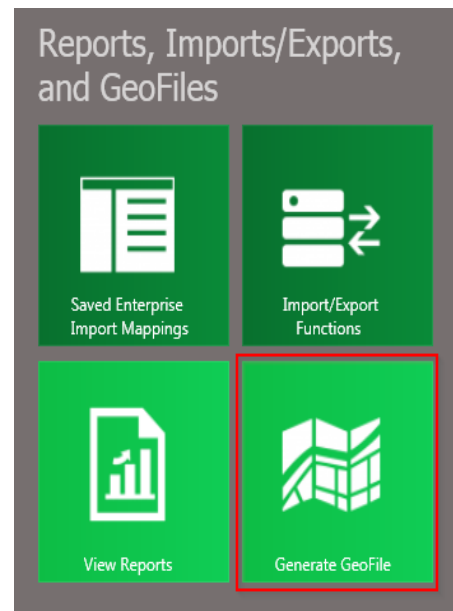 Reports, Imports/Exports,
and GeoFiles
Saved Enterprise
Import Mappings
Import/Export
Functions
View Reports
Generate GeoFile